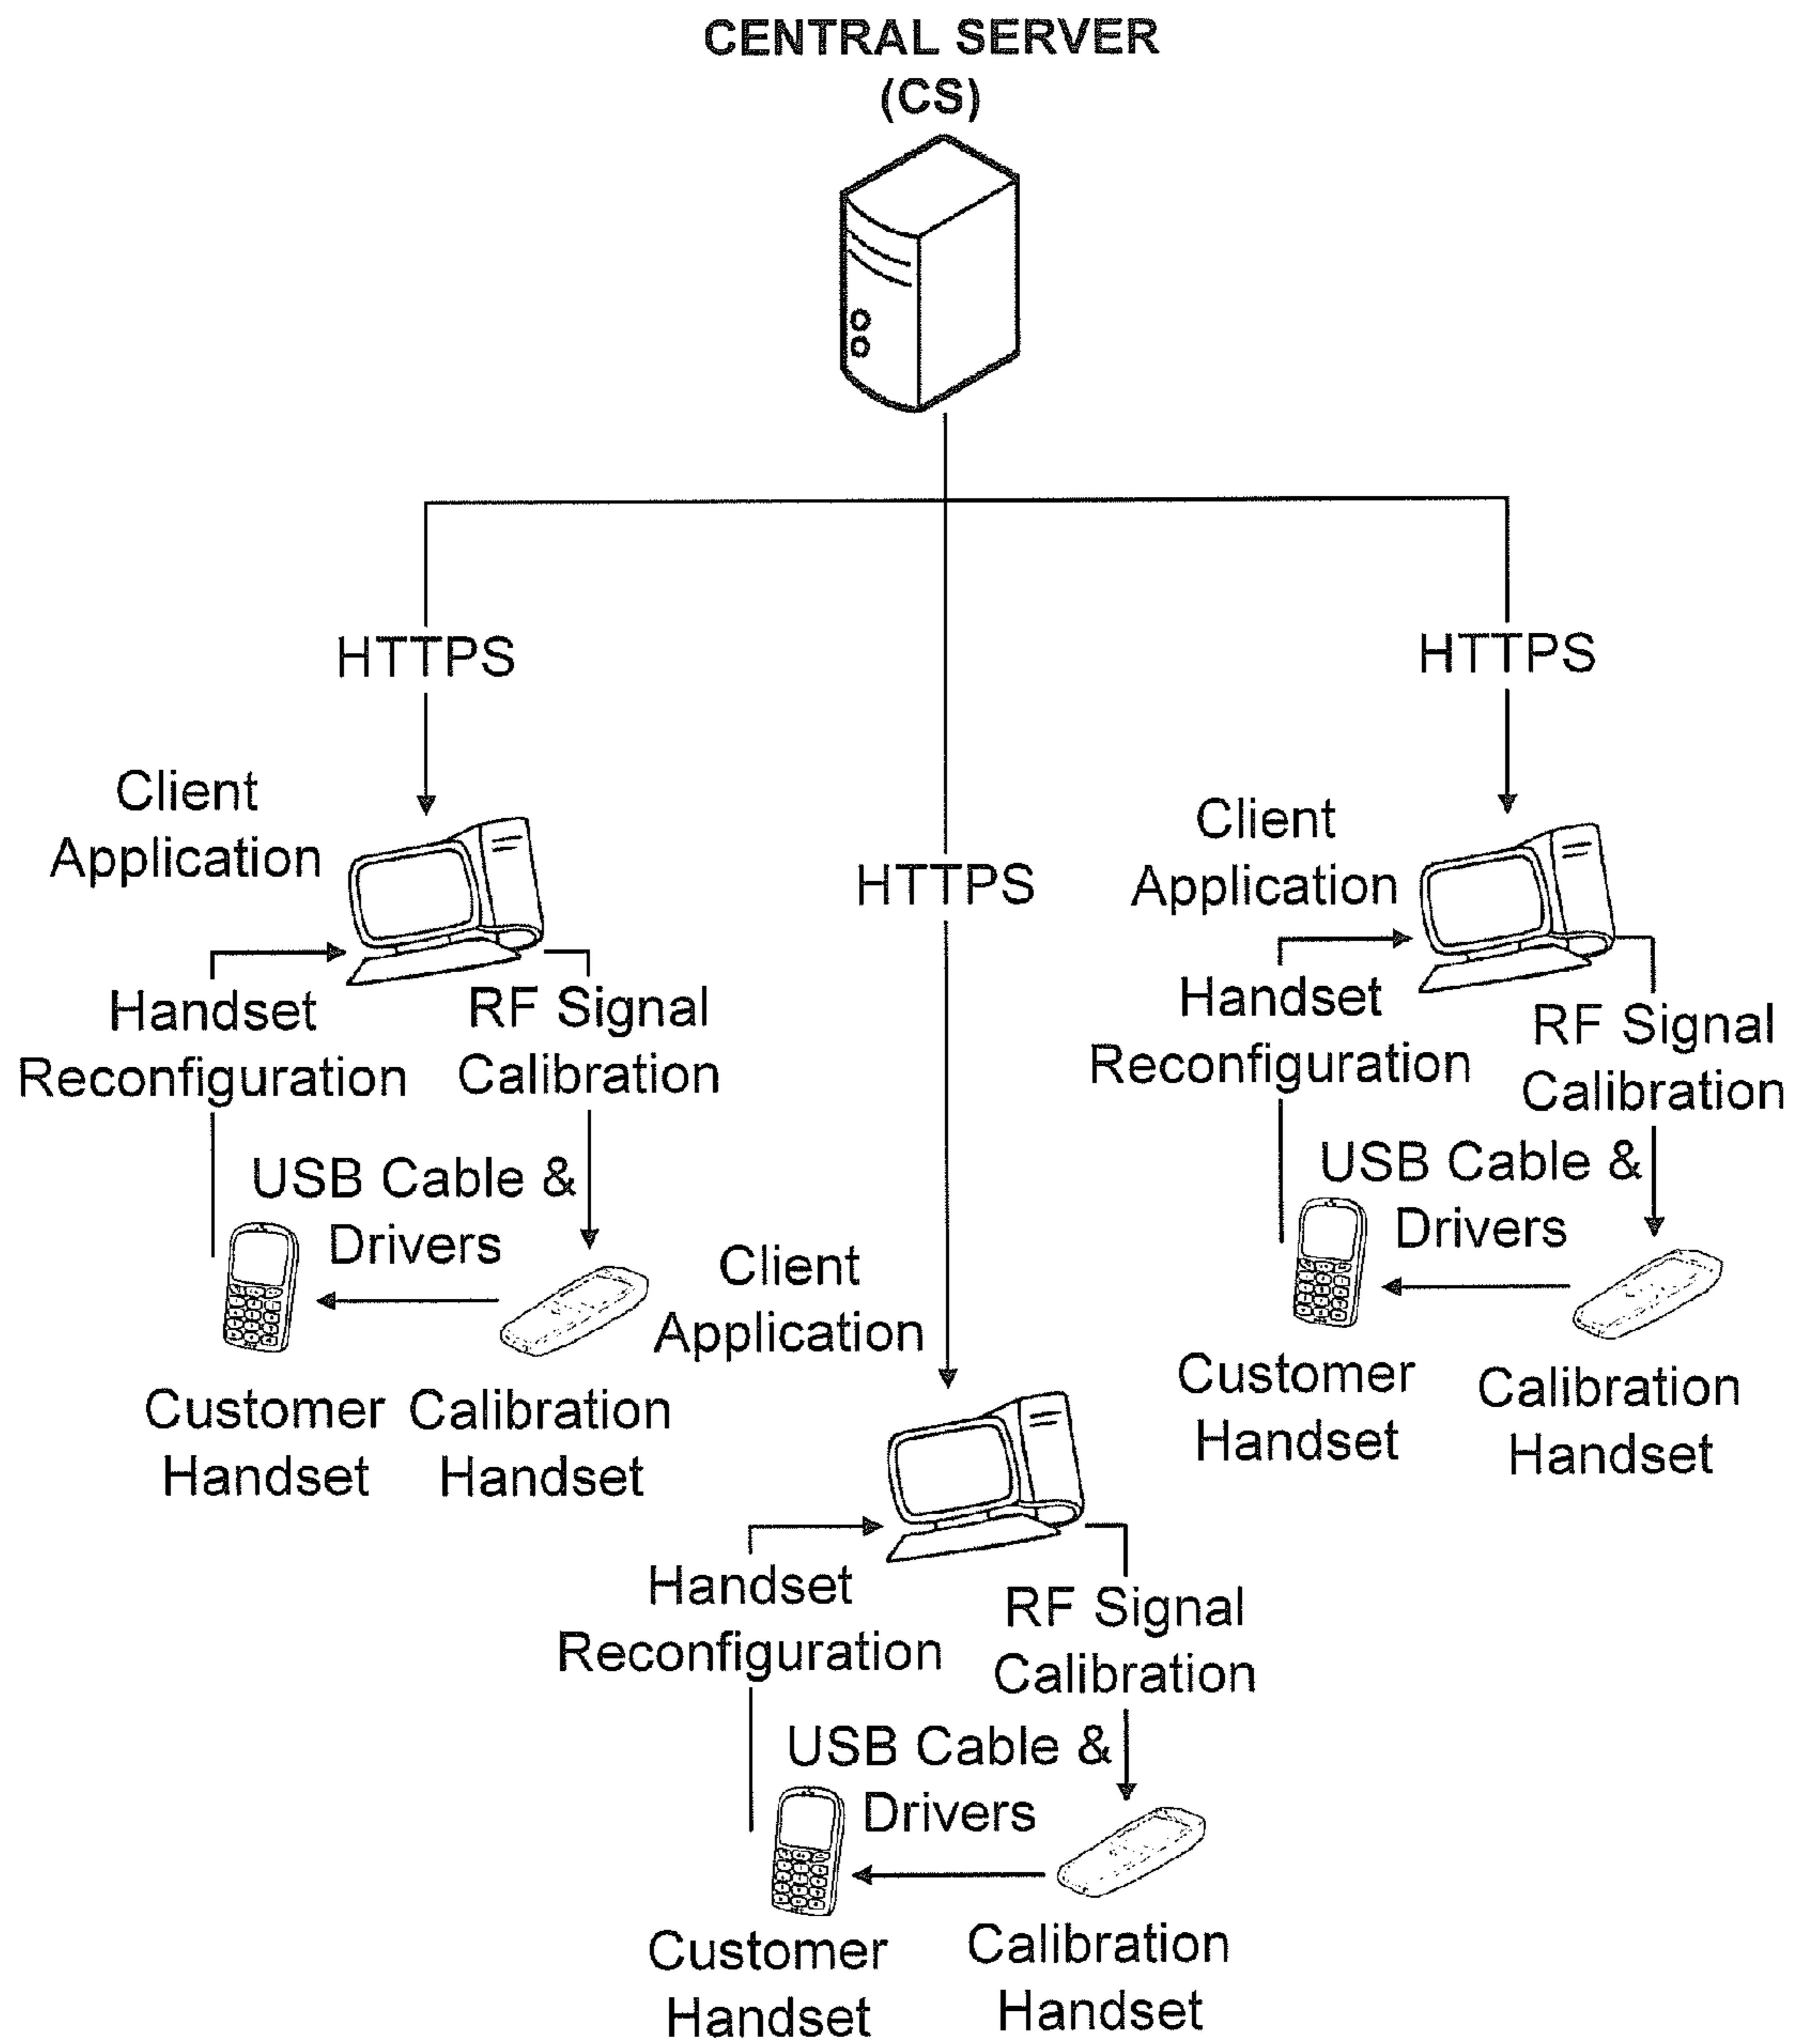 CENTRAL SERVER
(CS)
HTTPS
Client
Application
Handset
Reconfiguration
RF Signal
Calibration
USB Cable &
Drivers
Customer
Handset
Calibration
Handset
HTTPS
Client
Application
Handset
Reconfiguration
RF Signal
Calibration
USB Cable &
Drivers
Customer
Handset
Calibration
Handset
HTTPS
Client
Application
Handset
Reconfiguration
RF Signal
Calibration
USB Cable &
Drivers
Customer
Handset
Calibration
Handset